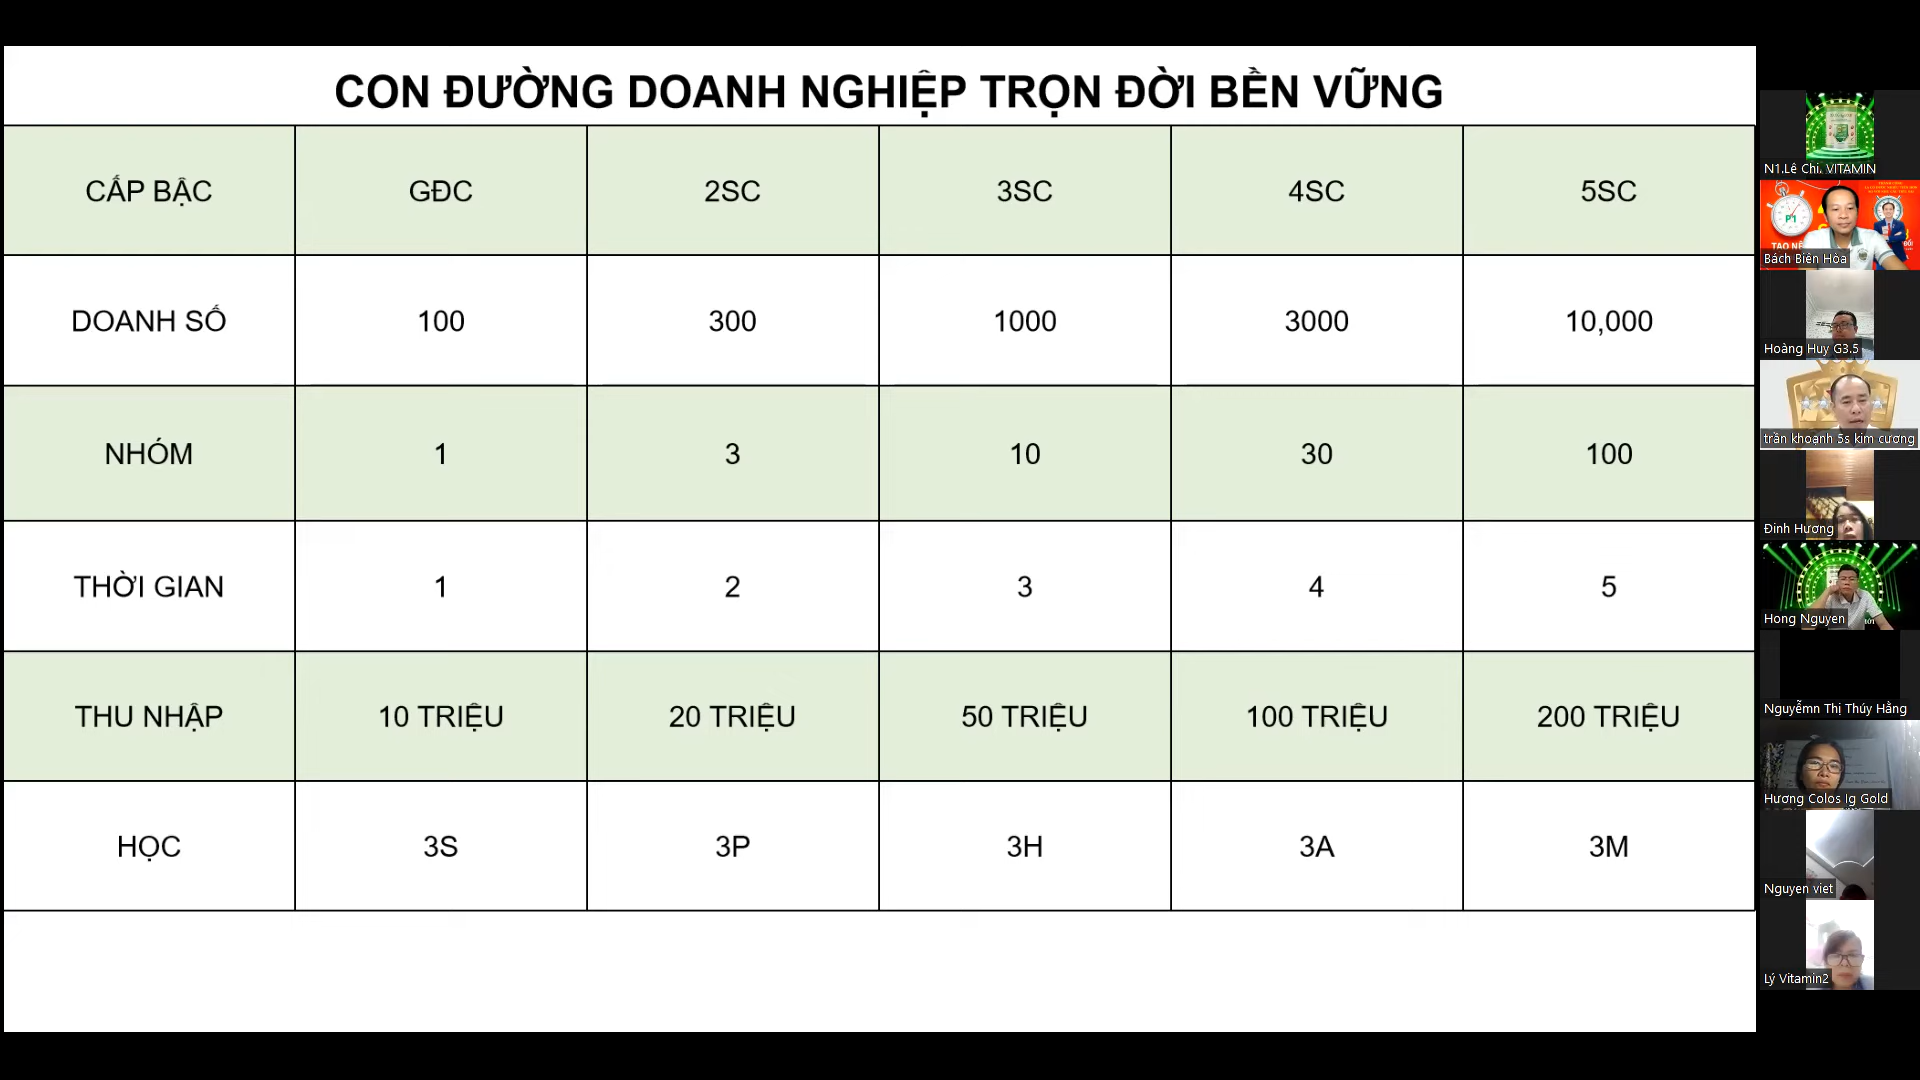 CON ĐƯỜNG DOANH NGHIỆP TRỌN ĐỜI BỀN VỮNG
CẤP BẬC GĐC 2SC 3SC 4SC 5SC
DOANH SỐ 100 300 1000 3000 10,000
NHÓM 1 3 10 30 100
THỜI GIAN 1 2 3 4 5
THU NHẬP 10 TRIỆU 20 TRIỆU 50 TRIỆU 100 TRIỆU 200 TRIỆU
HỌC 3S 3P 3H 3A 3M
N1.Lê Chi. VITAMIN
P1
Bách Biên Hòa
Hoàng Huy G3.5
trần khoanh 5s kim cương
Đinh Hương
Hong Nguyen
Nguyễmn Thị Thúy Hằng
Hương Colos Ig Gold
Nguyen viet
Lý Vitamin2